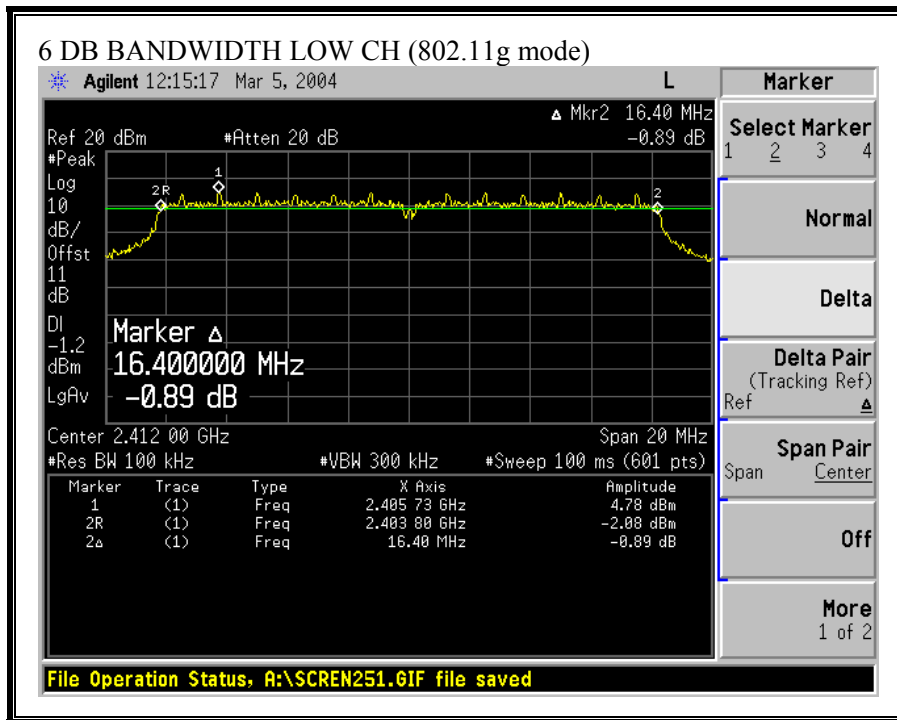 6 DB BANDWIDTH LOW CH (802.11g mode)
Agilent 12:15:17 Mar 5, 2004 L
Δ Mkr2 16.40 MHz
Ref 20 dBm #Atten 20 dB -0.89 dB
#Peak
Log
10
dB/
Offst
11
dB
DI
-1.2
dBm
LgAv
1
2R
2
Marker Δ
16.400000 MHz
-0.89 dB
Center 2.412 00 GHz Span 20 MHz
#Res BW 100 kHz #VBW 300 kHz #Sweep 100 ms (601 pts)
Marker Trace Type X Axis Amplitude
1 (1) Freq 2.405 73 GHz 4.78 dBm
2R (1) Freq 2.403 80 GHz -2.08 dBm
2Δ (1) Freq 16.40 MHz -0.89 dB
Marker
Select Marker
1 2 3 4
Normal
Delta
Delta Pair
(Tracking Ref)
Ref Δ
Span Pair
Span Center
Off
More
1 of 2
File Operation Status, A:\SCREN251.GIF file saved